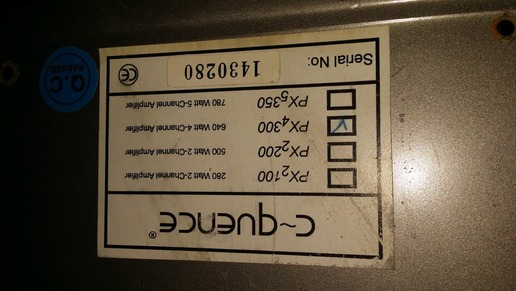 c~quence®
PX2100 280 Watt 2-Channel Amplifier
PX2200 500 Watt 2-Channel Amplifier
PX4300 640 Watt 4-Channel Amplifier
PX5350 780 Watt 5-Channel Amplifier
Serial No: 1430280 CE
Q.C
PASSED